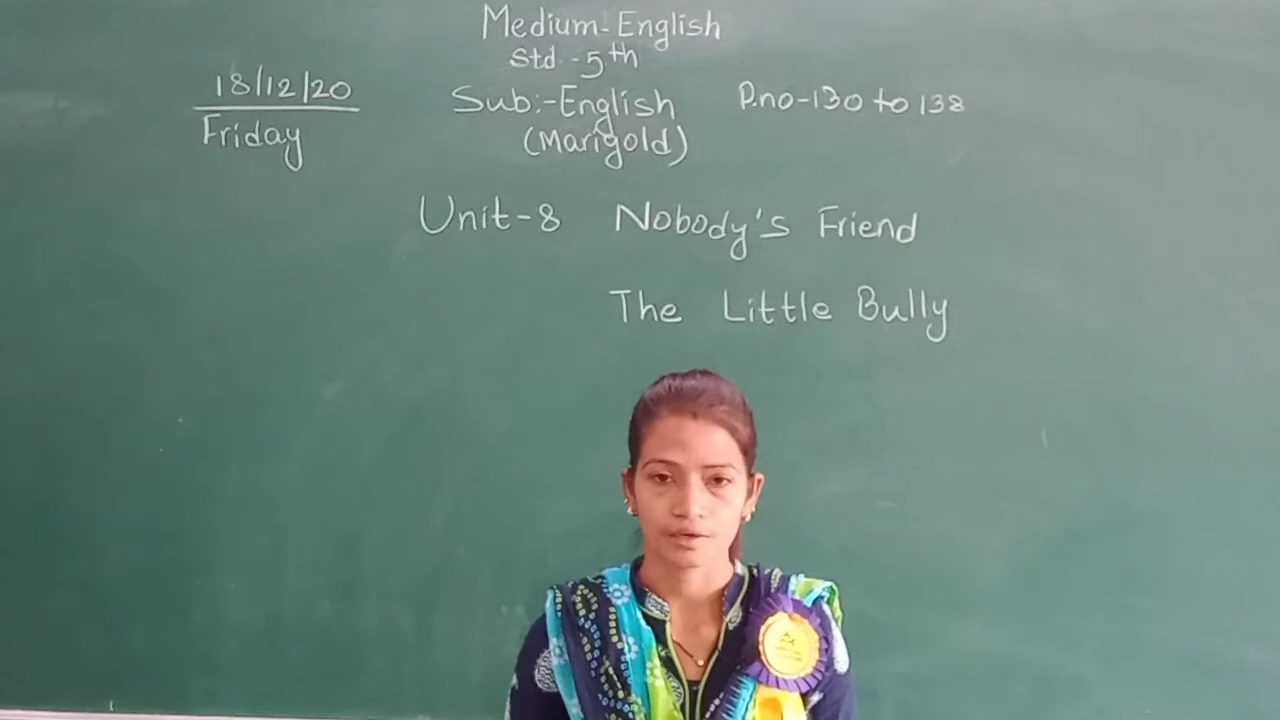 Medium-English
Std.-5th
18/12/20
Sub:-English
P.no-130 to 138
Friday
(Marigold)
Unit-8 Nobody's Friend
The Little Bully